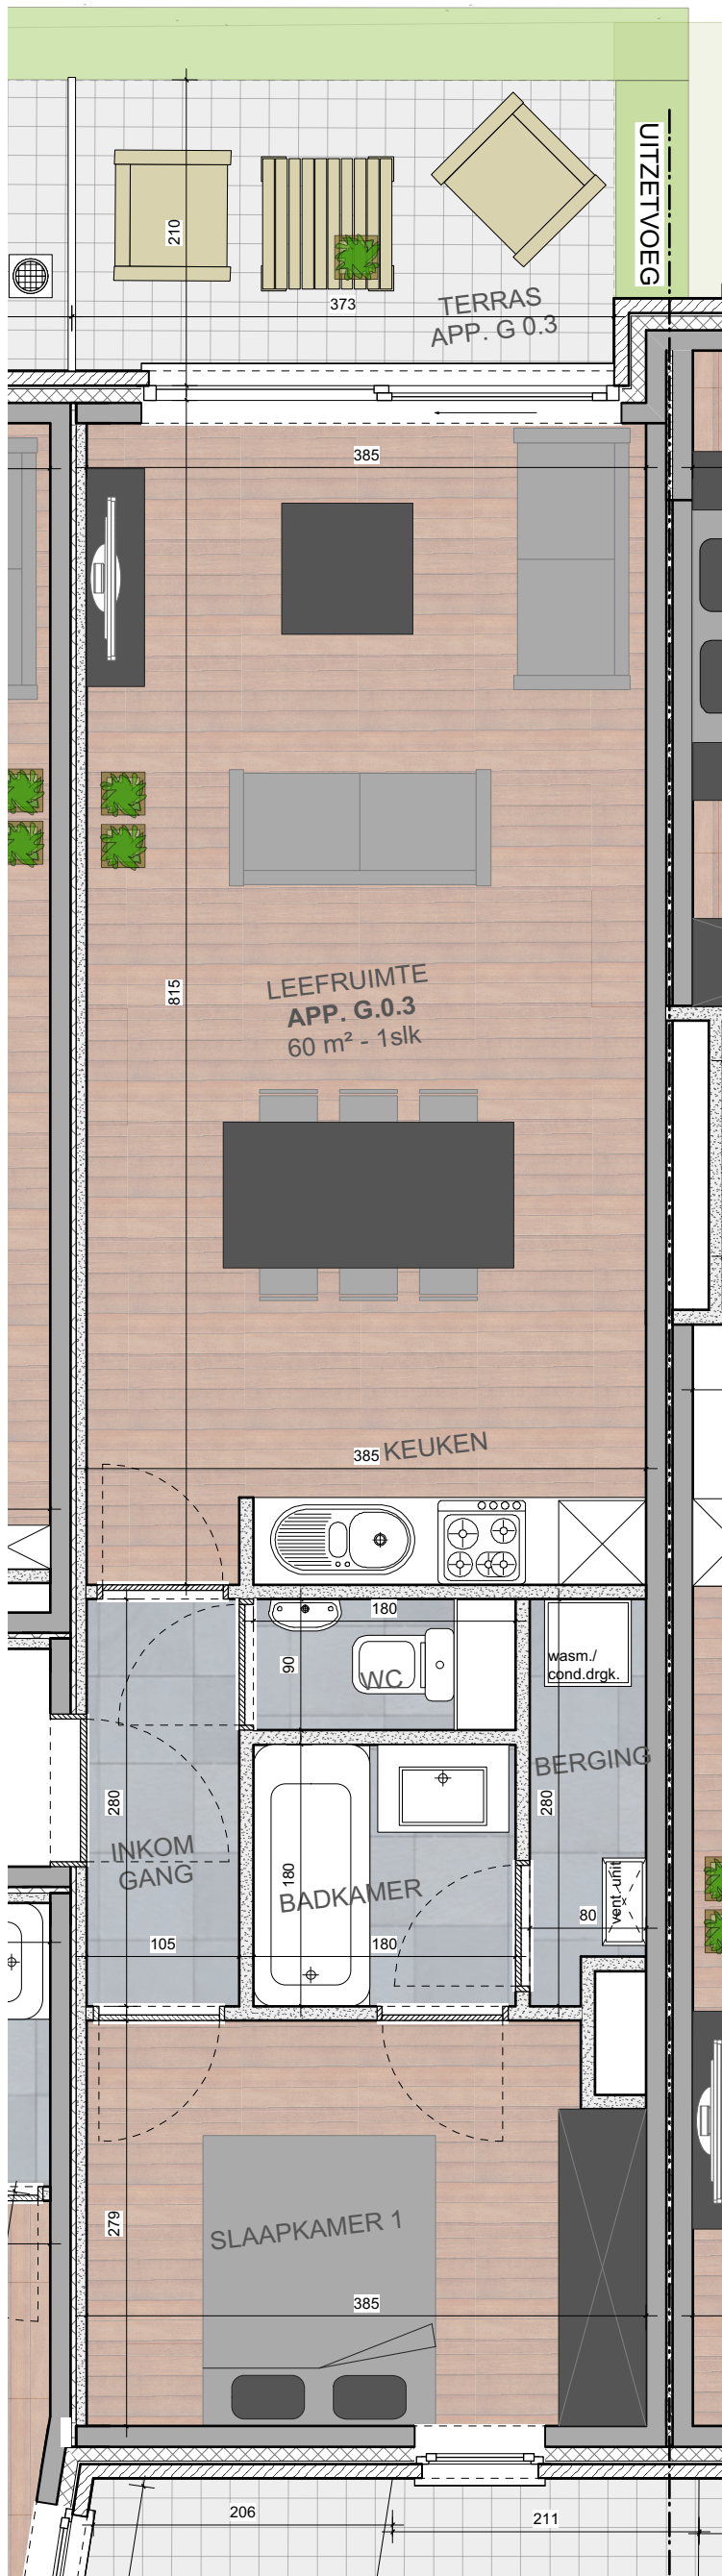 UITZETVOEG
210
373
TERRAS
APP. G 0.3
385
815
LEEFRUIMTE
APP. G.0.3
60 m² - 1slk
385
KEUKEN
180
90
WC
wasm./
cond.drgk.
BERGING
280
280
INKOM
GANG
180
BADKAMER
vent.-unit
80
105
180
SLAAPKAMER 1
279
385
206
211